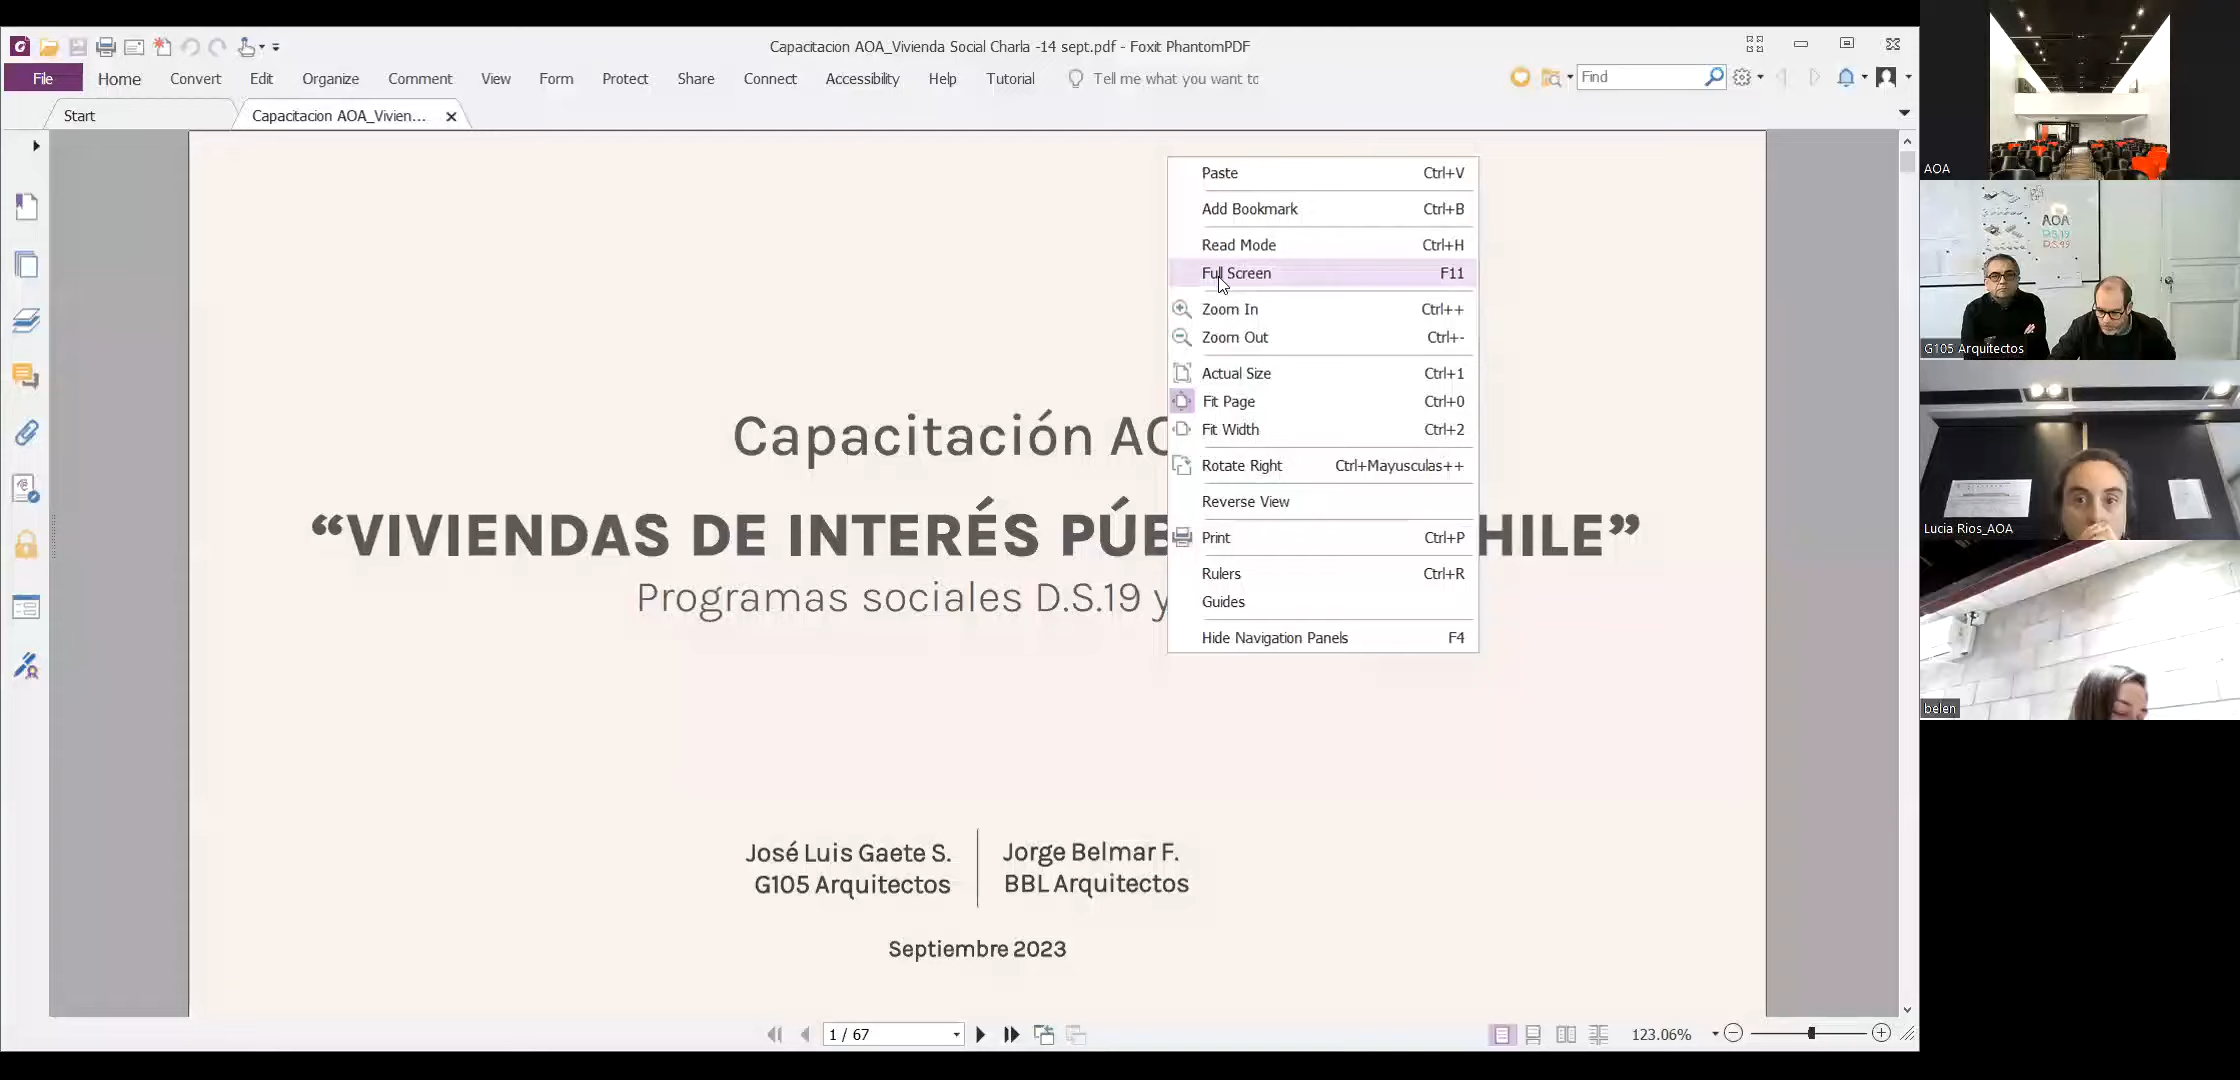 Capacitacion AOA_Vivienda Social Charla -14 sept.pdf - Foxit PhantomPDF
File Home Convert Edit Organize Comment View Form Protect Share Connect Accessibility Help Tutorial Tell me what you want to Find
Start Capacitacion AOA_Vivien...
Paste Ctrl+V
Add Bookmark Ctrl+B
Read Mode Ctrl+H
Full Screen F11
Zoom In Ctrl++
Zoom Out Ctrl+-
Actual Size Ctrl+1
Fit Page Ctrl+0
Fit Width Ctrl+2
Rotate Right Ctrl+Mayusculas++
Reverse View
Print Ctrl+P
Rulers Ctrl+R
Guides
Hide Navigation Panels F4
Capacitación AO
“VIVIENDAS DE INTERÉS PÚB HILE”
Programas sociales D.S.19 y
José Luis Gaete S.
G105 Arquitectos
Jorge Belmar F.
BBL Arquitectos
Septiembre 2023
1 / 67
123.06%
AOA
AOA
D.S.19
D.S.49
G105 Arquitectos
Lucia Rios_AOA
belen